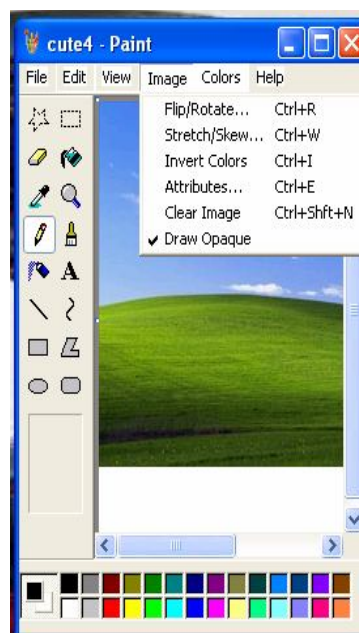 cute4 - Paint
File Edit View Image Colors Help
Flip/Rotate... Ctrl+R
Stretch/Skew... Ctrl+W
Invert Colors Ctrl+I
Attributes... Ctrl+E
Clear Image Ctrl+Shft+N
✓ Draw Opaque
A